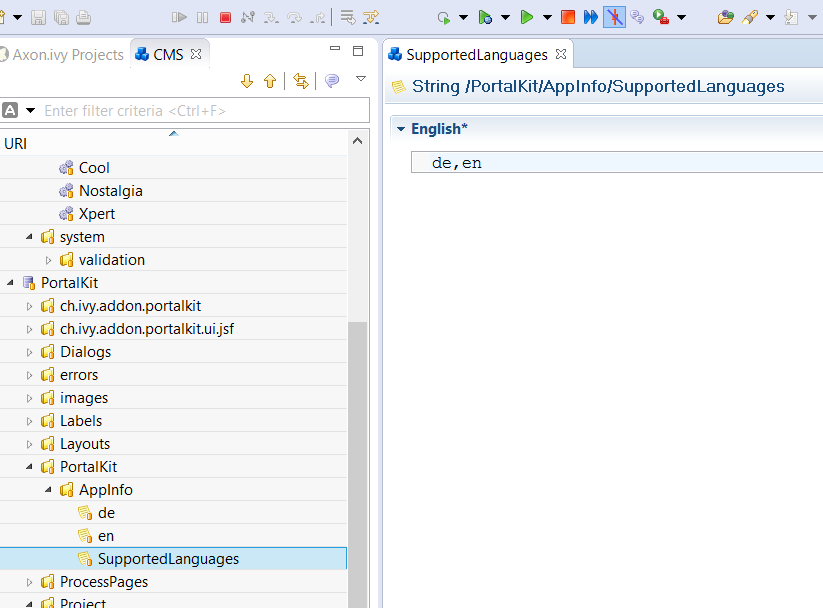 Axon.ivy Projects
CMS
A
Enter filter criteria <Ctrl+F>
URI
Cool
Nostalgia
Xpert
system
validation
PortalKit
ch.ivy.addon.portalkit
ch.ivy.addon.portalkit.ui.jsf
Dialogs
errors
images
Labels
Layouts
PortalKit
AppInfo
de
en
SupportedLanguages
ProcessPages
Project
SupportedLanguages
String /PortalKit/AppInfo/SupportedLanguages
English*
de,en